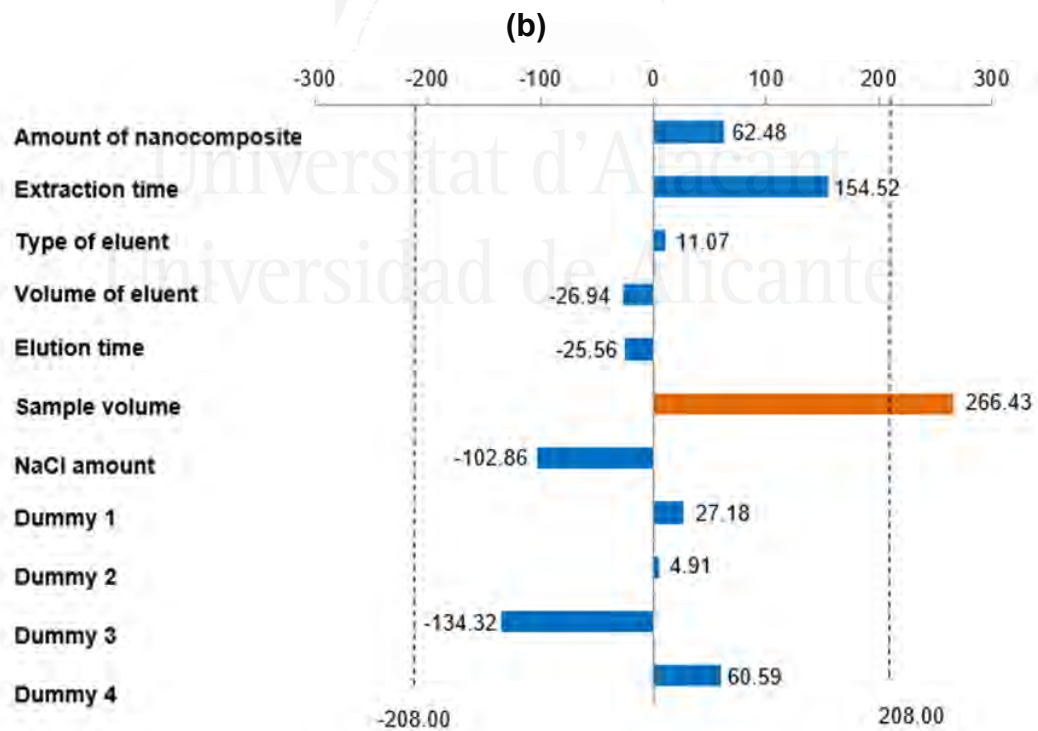 (b)
-300 -200 -100 0 100 200 300
Amount of nanocomposite 62.48
Universitat d'Alacant
Extraction time 154.52
Type of eluent 11.07
Universidad de Alicante
Volume of eluent -26.94
Elution time -25.56
Sample volume 266.43
NaCl amount -102.86
Dummy 1 27.18
Dummy 2 4.91
Dummy 3 -134.32
Dummy 4 60.59
-208.00 208.00